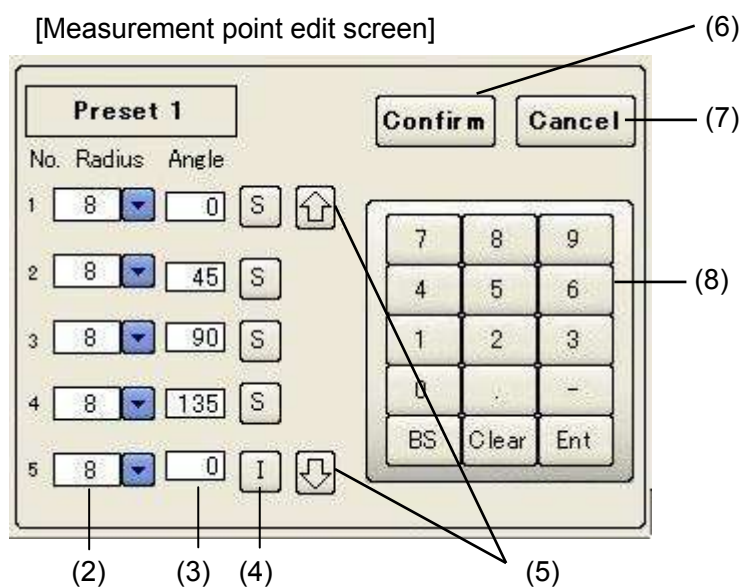 [Measurement point edit screen]
(6)
Preset 1
Confirm
Cancel
(7)
No. Radius Angle
1 8 0 S
2 8 45 S
3 8 90 S
4 8 135 S
5 8 0 I
7 8 9
4 5 6
1 2 3
0 . -
BS Clear Ent
(8)
(2) (3) (4) (5)